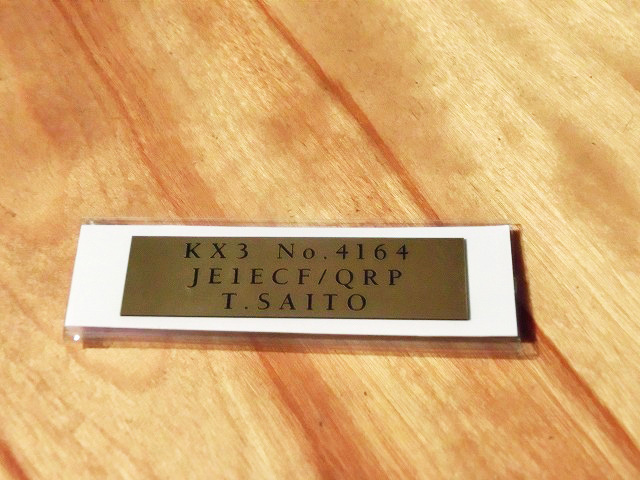 KX3 No.4164
JE1ECF/QRP
T.SAITO